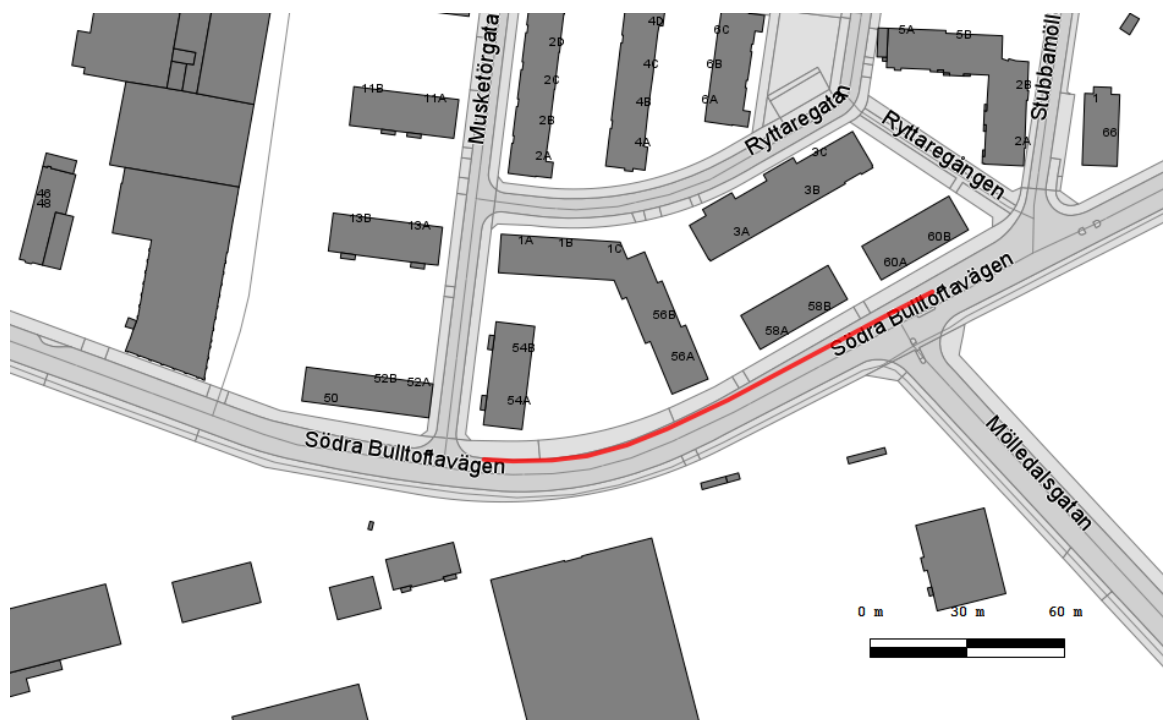 2D
4D
6C
5A
5B
2C
4C
6B
2B
11B
11A
4B
6A
1
2B
4A
66
2A
2A
Musketörgatan
Ryttaregatan
Ryttaregången
3C
3B
46
48
13B
13A
1A
1B
1C
3A
60B
60A
58B
58A
56B
56A
54B
54A
52B
52A
50
Södra Bulltoftavägen
Södra Bulltoftavägen
Mölledalsgatan
0 m
30 m
60 m